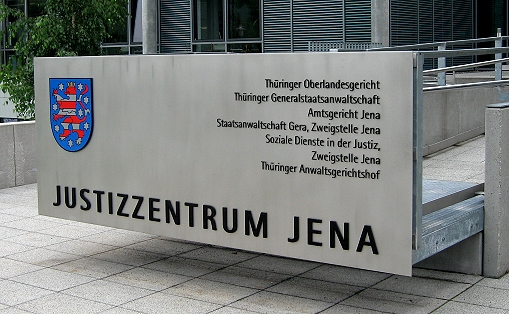 Thüringer Oberlandesgericht
Thüringer Generalstaatsanwaltschaft
Amtsgericht Jena
Staatsanwaltschaft Gera, Zweigstelle Jena
Soziale Dienste in der Justiz,
Zweigstelle Jena
Thüringer Anwaltsgerichtshof
JUSTIZZENTRUM JENA